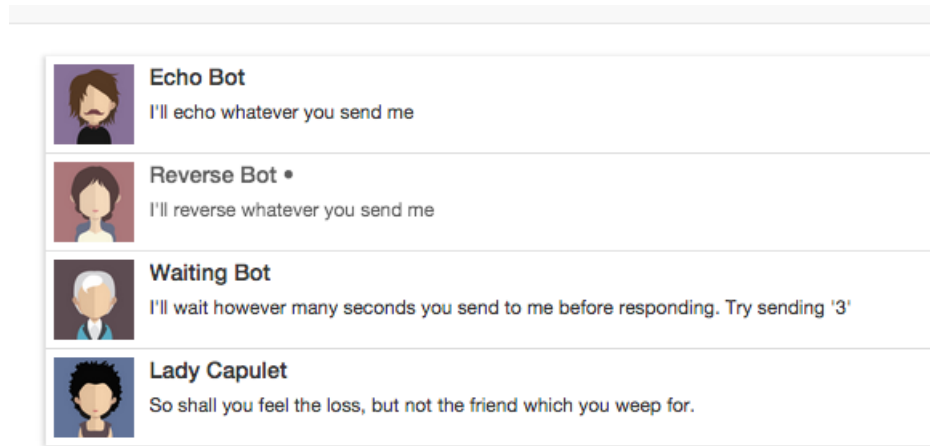 Echo Bot
I'll echo whatever you send me
Reverse Bot •
I'll reverse whatever you send me
Waiting Bot
I'll wait however many seconds you send to me before responding. Try sending '3'
Lady Capulet
So shall you feel the loss, but not the friend which you weep for.